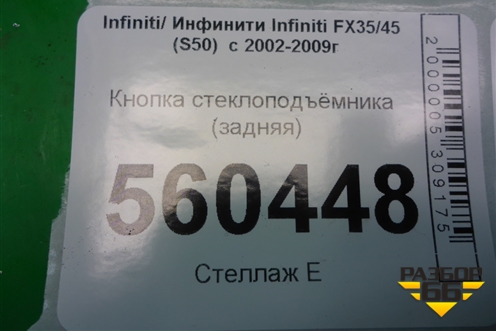 Infiniti/ Инфинити Infiniti FX35/45
(S50) с 2002-2009г
Кнопка стеклоподъёмника
(задняя)
560448
Стеллаж Е
2000005309175
РАЗБОР
66